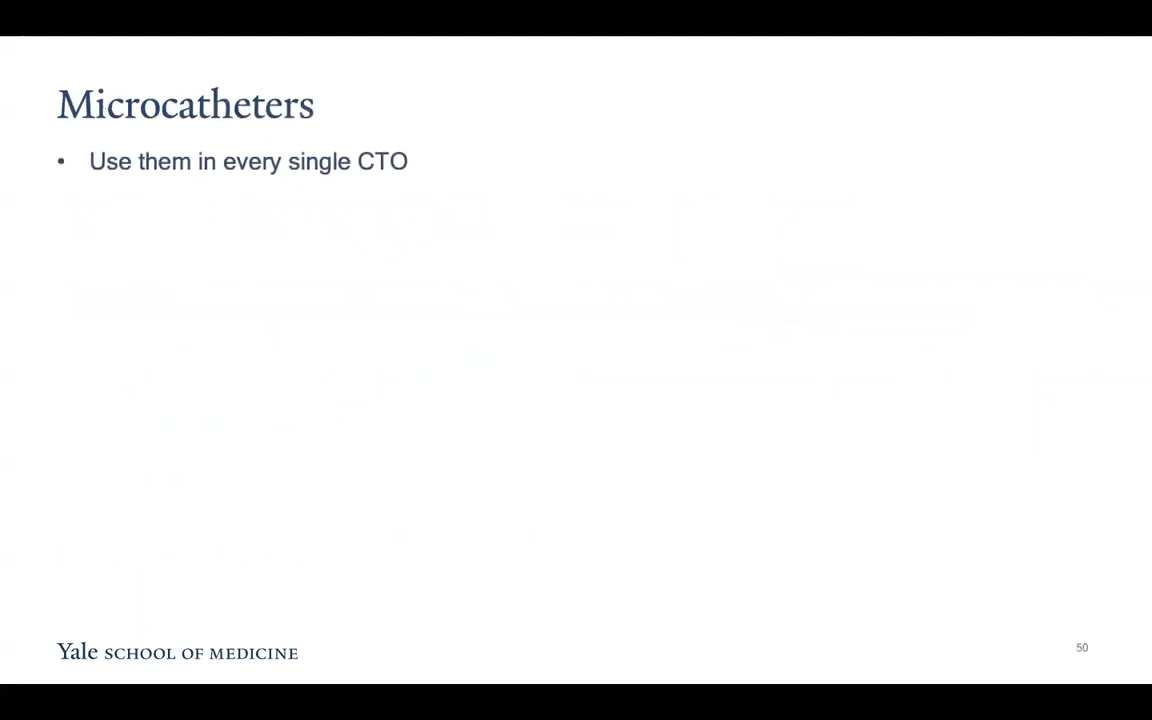 Microcatheters
• Use them in every single CTO
Yale SCHOOL OF MEDICINE
50